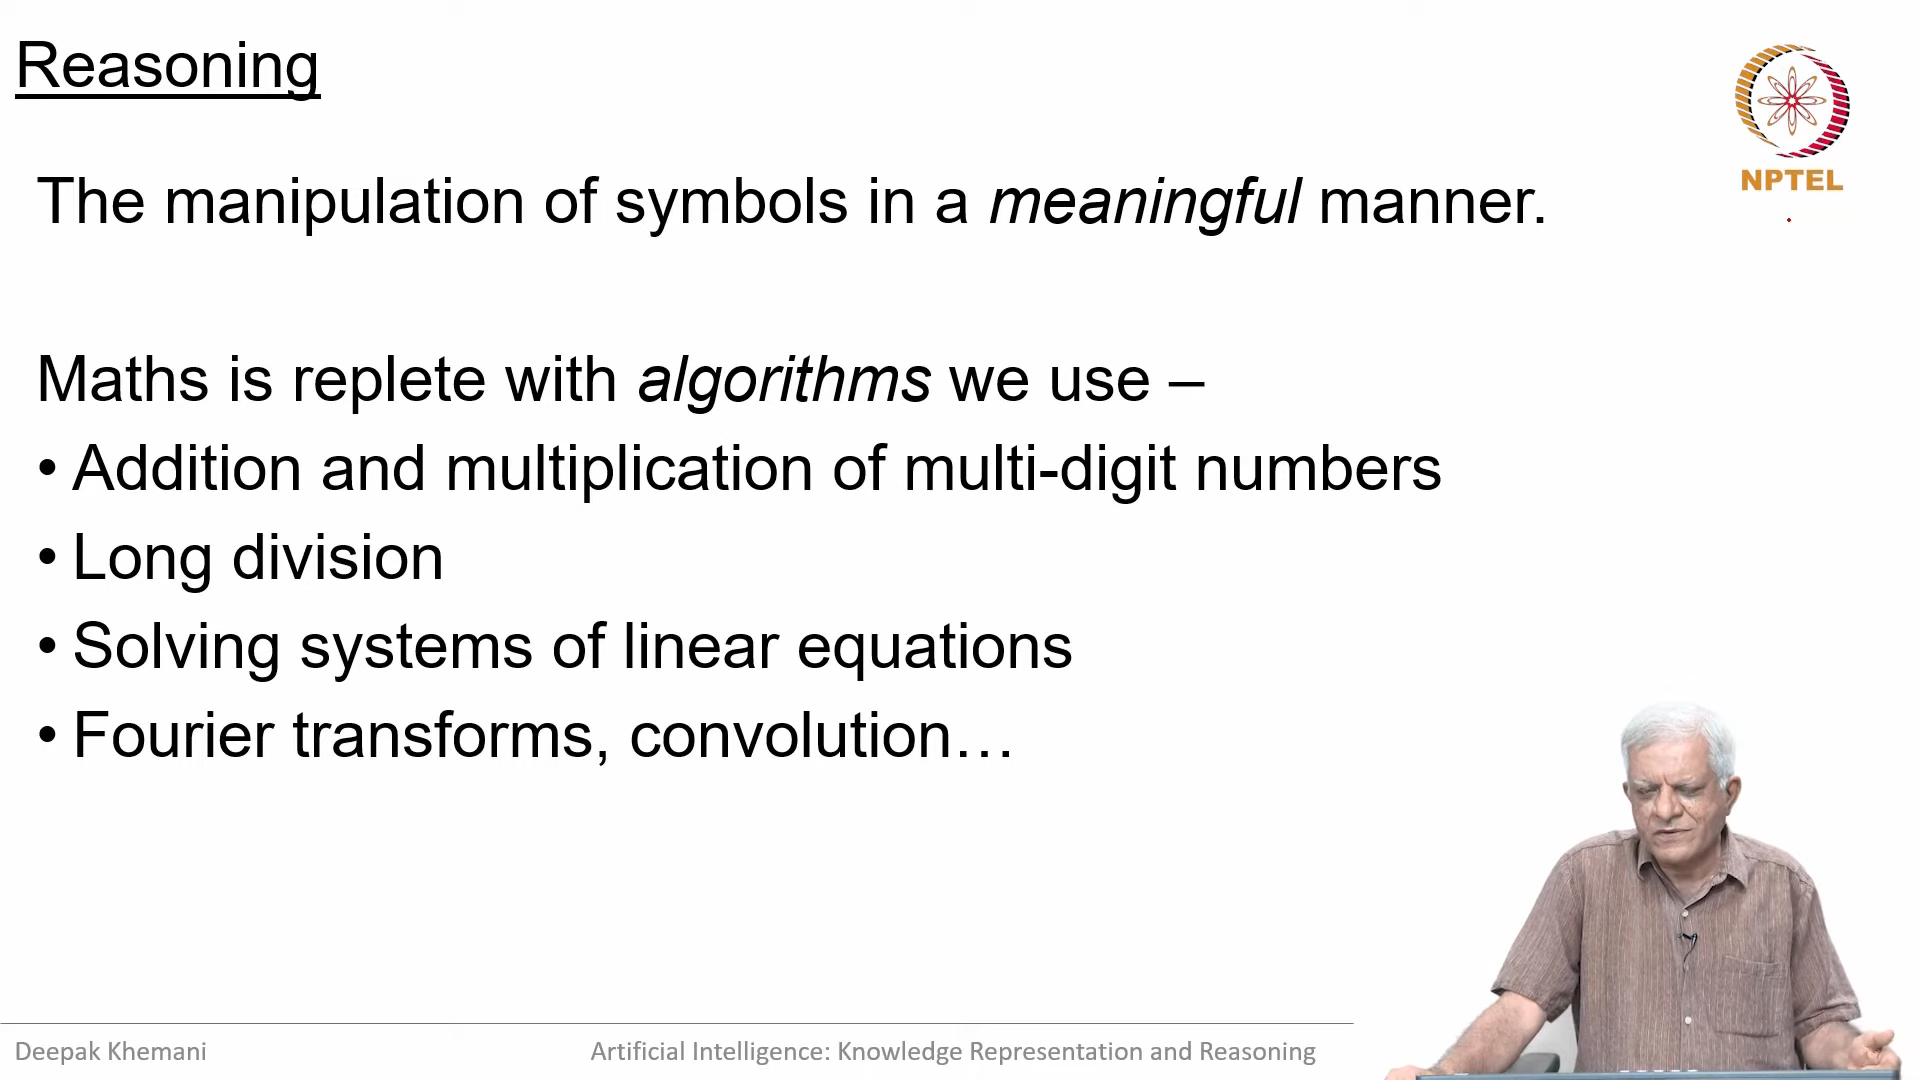 Reasoning
NPTEL
The manipulation of symbols in a meaningful manner.
Maths is replete with algorithms we use –
• Addition and multiplication of multi-digit numbers
• Long division
• Solving systems of linear equations
• Fourier transforms, convolution…
Deepak Khemani
Artificial Intelligence: Knowledge Representation and Reasoning